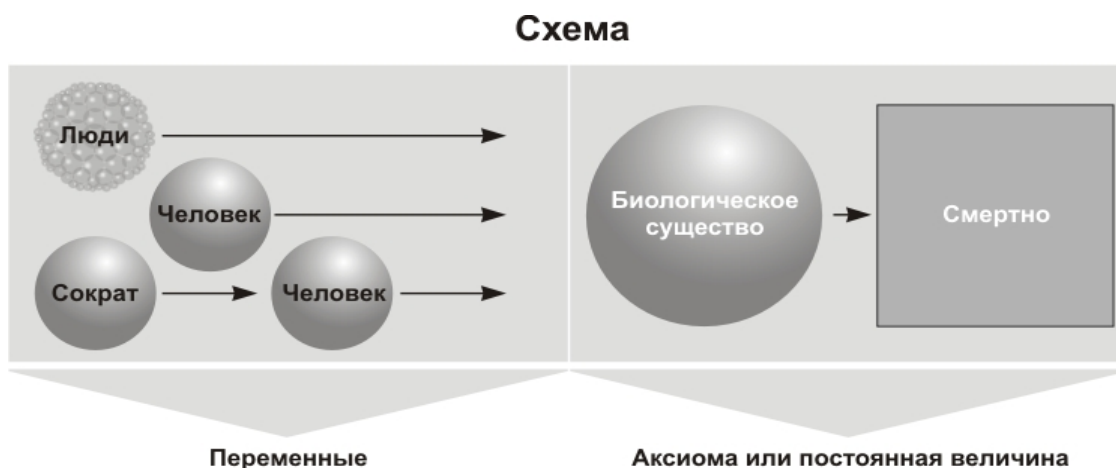 Схема
Люди
Человек
Сократ
Человек
Биологическое
существо
Смертно
Переменные
Аксиома или постоянная величина